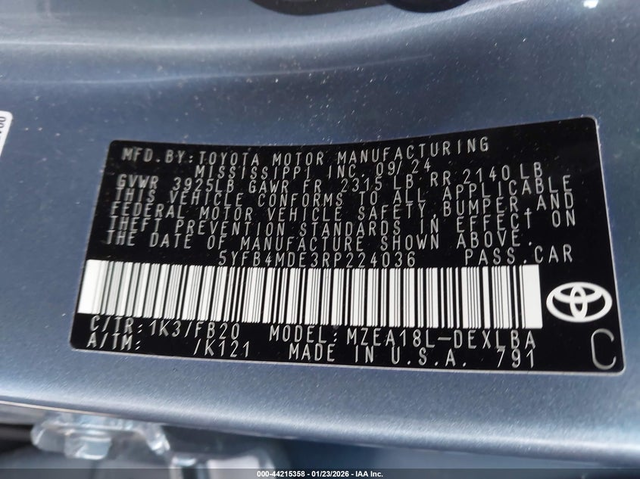 MFD.BY:TOYOTA MOTOR MANUFACTURING
MISSISSIPPI INC. 09/24
GVWR 3925LB GAWR FR 2315 LB RR 2140 LB
THIS VEHICLE CONFORMS TO ALL APPLICABLE
FEDERAL MOTOR VEHICLE SAFETY, BUMPER, AND
THEFT PREVENTION STANDARDS IN EFFECT ON
THE DATE OF MANUFACTURE SHOWN ABOVE.
5YFB4MDE3RP224036 PASS.CAR
C/TR: 1K3/FB20 MODEL: MZEA18L-DEXLBA
A/TM: /K121 MADE IN U.S.A. 791
C
000-44215358 - 01/23/2026 - IAA Inc.